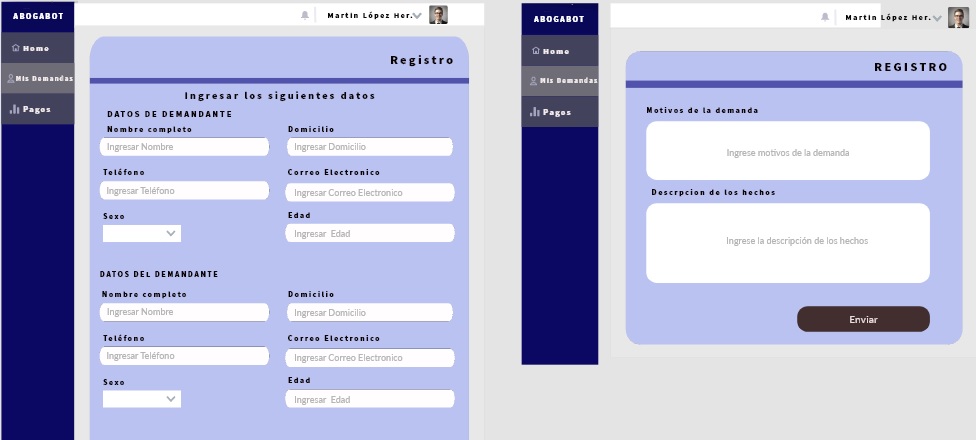 ABOGABOT
Martin López Her.
Home
Mis Demandas
Pagos
Registro
Ingresar los siguientes datos
DATOS DE DEMANDANTE
Nombre completo
Domicilio
Ingresar Nombre
Ingresar Domicilio
Teléfono
Correo Electronico
Ingresar Teléfono
Ingresar Correo Electronico
Sexo
Edad
Ingresar Edad
DATOS DEL DEMANDANTE
Nombre completo
Domicilio
Ingresar Nombre
Ingresar Domicilio
Teléfono
Correo Electronico
Ingresar Teléfono
Ingresar Correo Electronico
Sexo
Edad
Ingresar Edad
ABOGABOT
Martin López Her.
Home
Mis Demandas
Pagos
REGISTRO
Motivos de la demanda
Ingrese motivos de la demanda
Descrpcion de los hechos
Ingrese la descripción de los hechos
Enviar